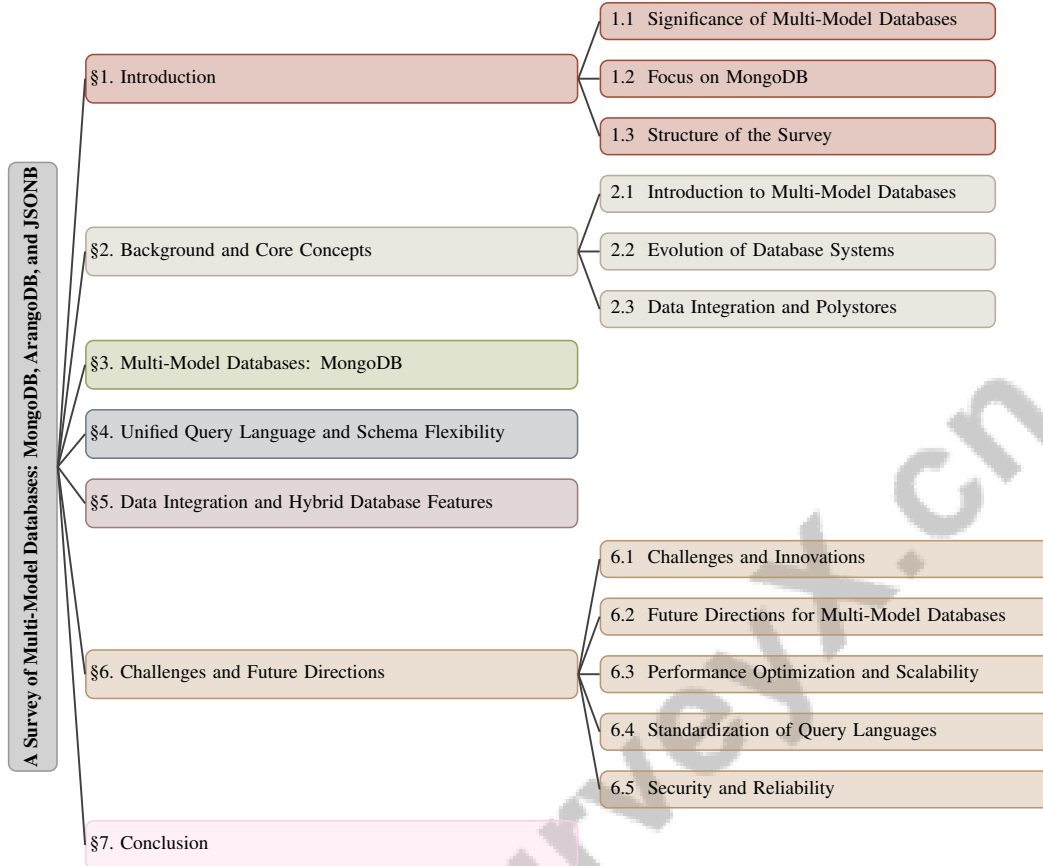 A Survey of Multi-Model Databases: MongoDB, ArangoDB, and JSONB
§1. Introduction
1.1 Significance of Multi-Model Databases
1.2 Focus on MongoDB
1.3 Structure of the Survey
§2. Background and Core Concepts
2.1 Introduction to Multi-Model Databases
2.2 Evolution of Database Systems
2.3 Data Integration and Polystores
§3. Multi-Model Databases: MongoDB
§4. Unified Query Language and Schema Flexibility
§5. Data Integration and Hybrid Database Features
§6. Challenges and Future Directions
6.1 Challenges and Innovations
6.2 Future Directions for Multi-Model Databases
6.3 Performance Optimization and Scalability
6.4 Standardization of Query Languages
6.5 Security and Reliability
§7. Conclusion